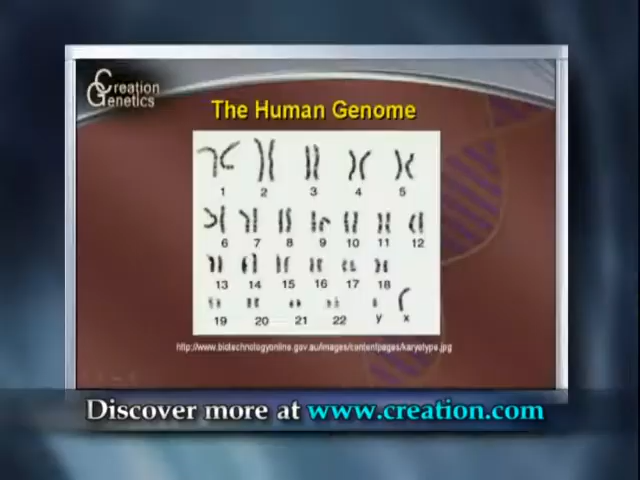 Creation
Genetics
The Human Genome
1 2 3 4 5
6 7 8 9 10 11 12
13 14 15 16 17 18
19 20 21 22 y x
http://www.biotechnologyonline.gov.au/images/contentpages/karyotype.jpg
Discover more at www.creation.com